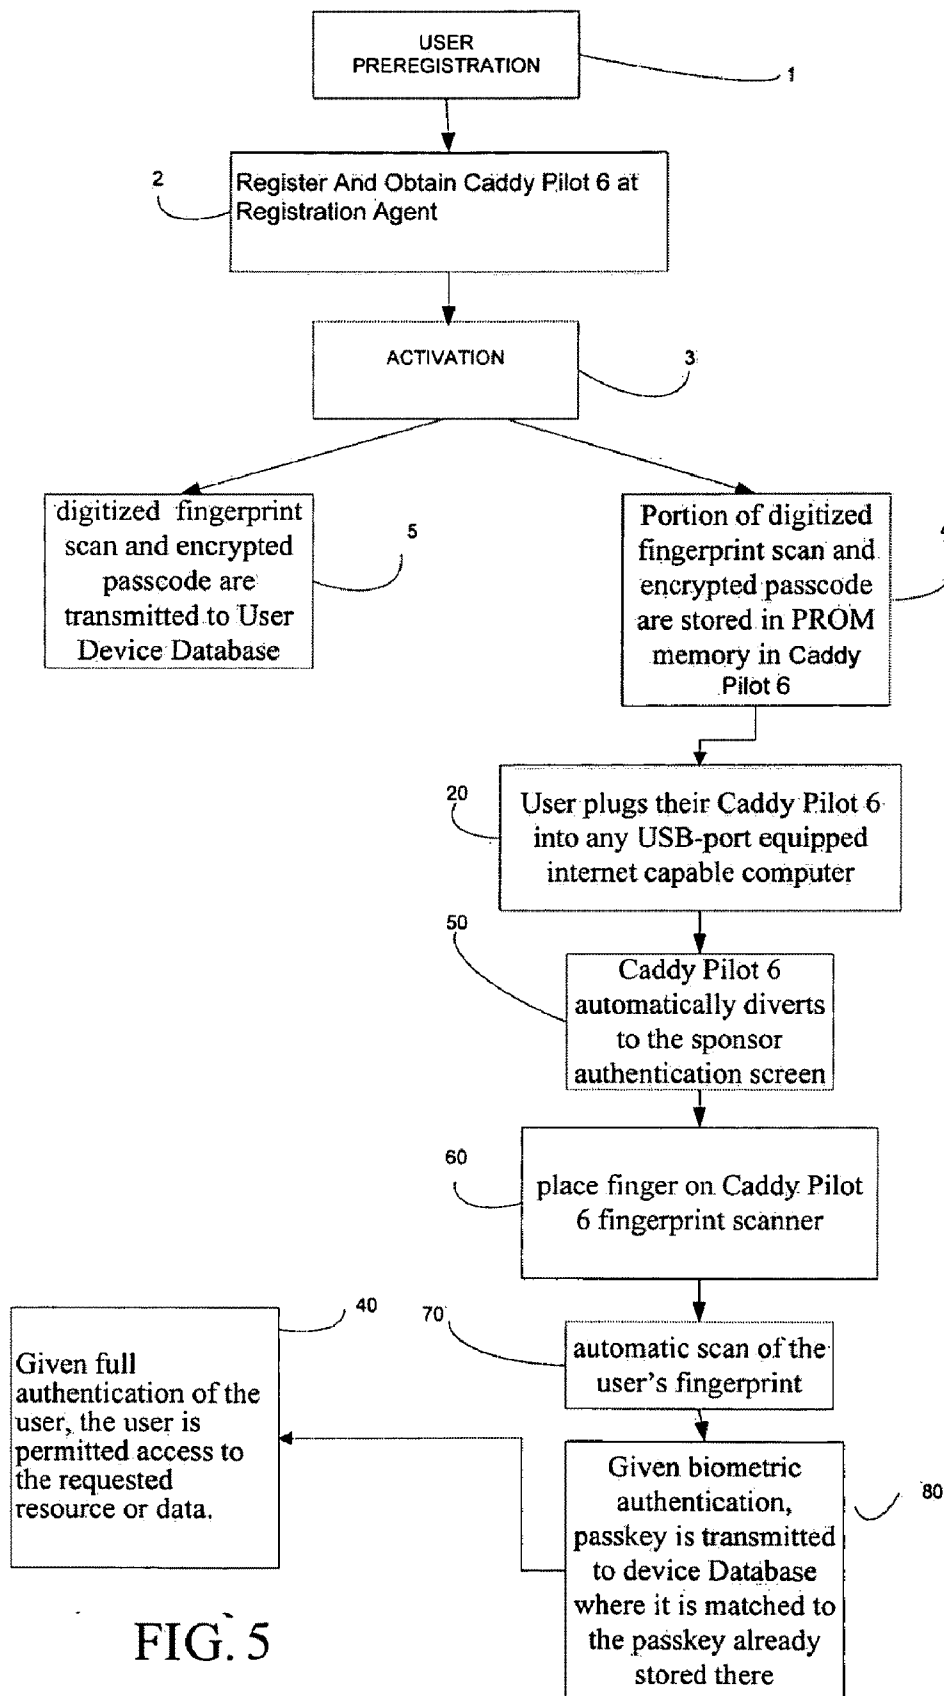 USER
PREREGISTRATION
1
2
Register And Obtain Caddy Pilot 6 at
Registration Agent
ACTIVATION
3
digitized fingerprint
scan and encrypted
passcode are
transmitted to User
Device Database
5
Portion of digitized
fingerprint scan and
encrypted passcode
are stored in PROM
memory in Caddy
Pilot 6
4
20
User plugs their Caddy Pilot 6
into any USB-port equipped
internet capable computer
50
Caddy Pilot 6
automatically diverts
to the sponsor
authentication screen
60
place finger on Caddy Pilot
6 fingerprint scanner
70
automatic scan of the
user's fingerprint
40
Given full
authentication of the
user, the user is
permitted access to
the requested
resource or data.
Given biometric
authentication,
passkey is transmitted
to device Database
where it is matched to
the passkey already
stored there
80
FIG. 5